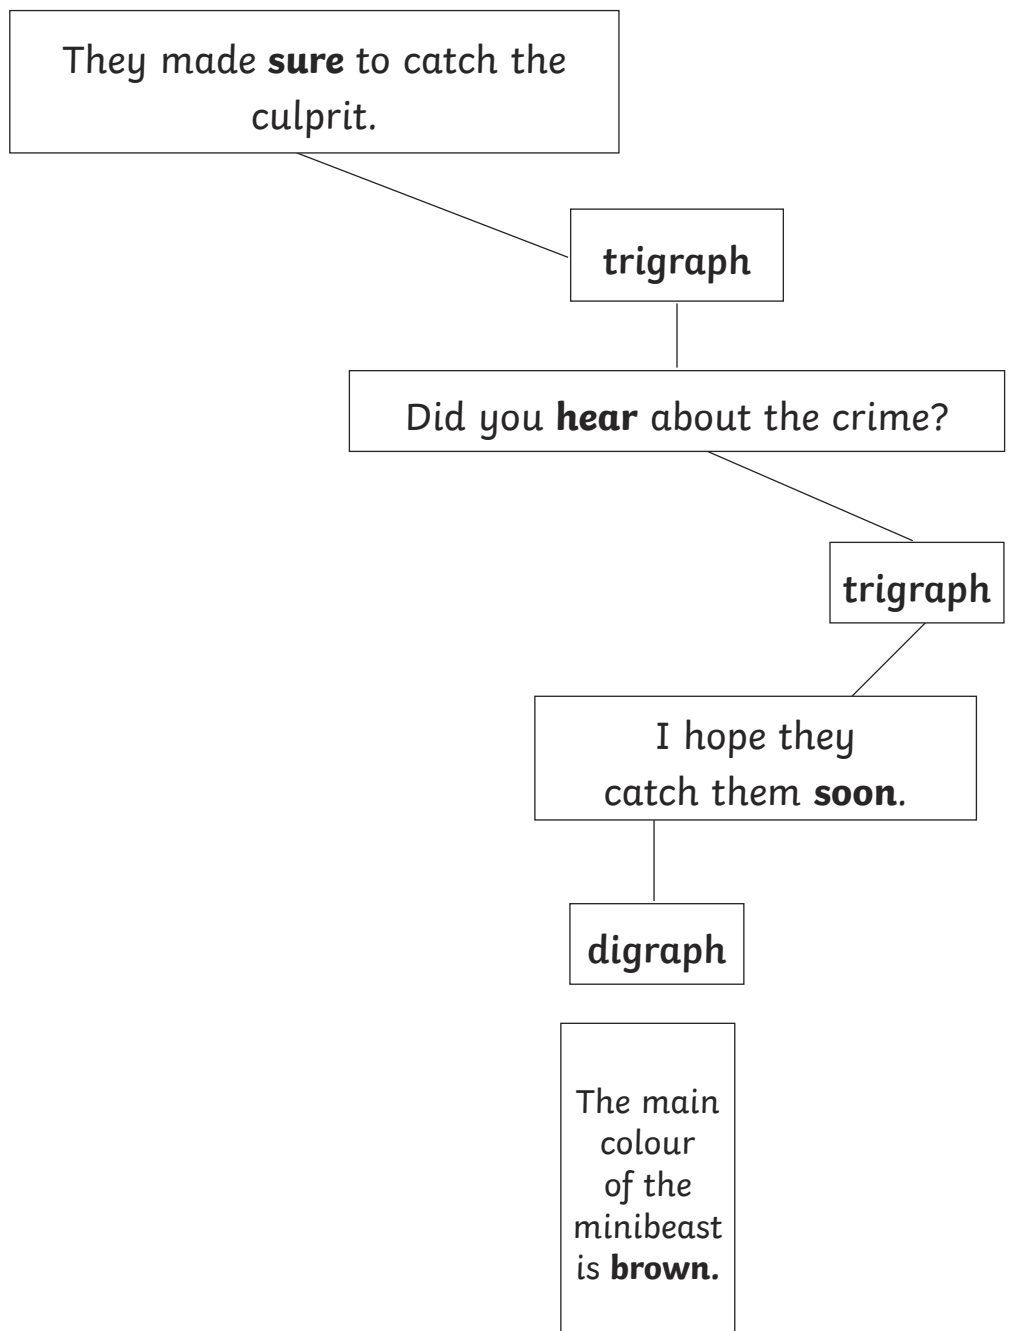 They made sure to catch the
culprit.
trigraph
Did you hear about the crime?
trigraph
I hope they
catch them soon.
digraph
The main
colour
of the
minibeast
is brown.